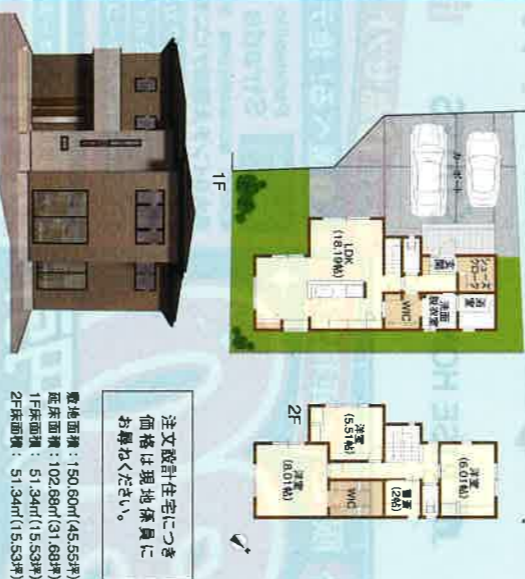 カーポート
LDK
(18.19帖)
玄関
シューズ
クローク
WIC
洗面
脱衣室
浴室
1F
洋室
(5.51帖)
洋室
(8.01帖)
洋室
(6.01帖)
WIC
書斎
(2帖)
2F
注文設計住宅につき
価格は現地係員に
お尋ねください。
敷地面積：150.60㎡(45.55坪)
延床面積：102.68㎡(31.68坪)
1F床面積： 51.34㎡(15.53坪)
2F床面積： 51.34㎡(15.53坪)